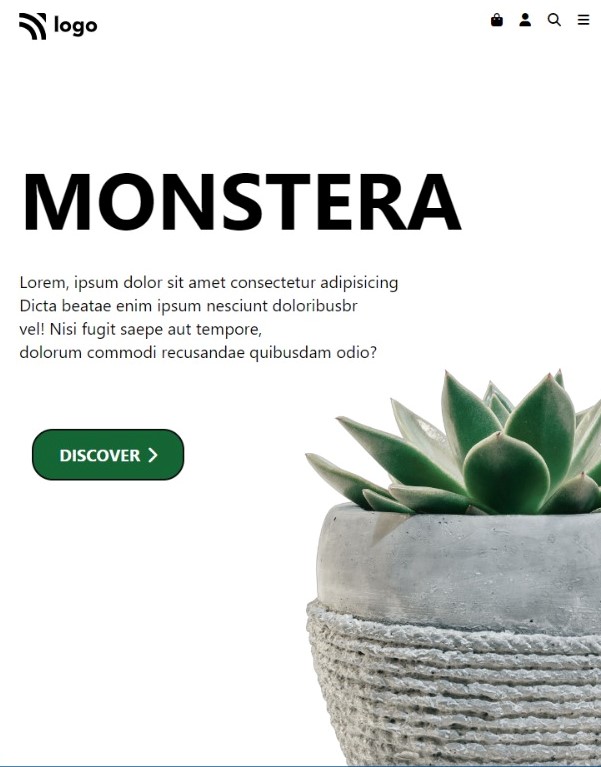 logo
MONSTERA
Lorem, ipsum dolor sit amet consectetur adipisicing
Dicta beatae enim ipsum nesciunt doloribusbr
vel! Nisi fugit saepe aut tempore,
dolorum commodi recusandae quibusdam odio?
DISCOVER